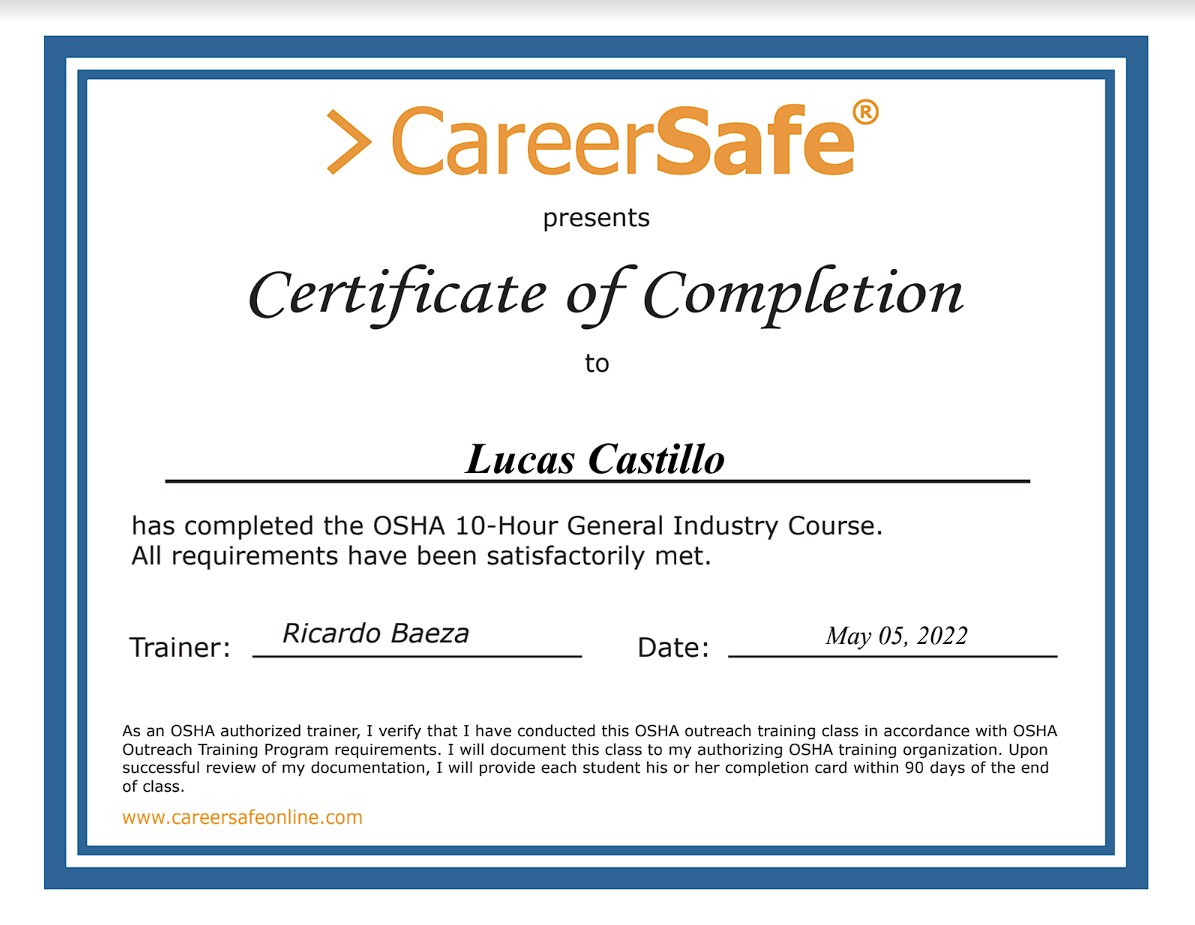 > CareerSafe®
presents
Certificate of Completion
to
Lucas Castillo
has completed the OSHA 10-Hour General Industry Course.
All requirements have been satisfactorily met.
Trainer: Ricardo Baeza Date: May 05, 2022
As an OSHA authorized trainer, I verify that I have conducted this OSHA outreach training class in accordance with OSHA
Outreach Training Program requirements. I will document this class to my authorizing OSHA training organization. Upon
successful review of my documentation, I will provide each student his or her completion card within 90 days of the end
of class.
www.careersafeonline.com